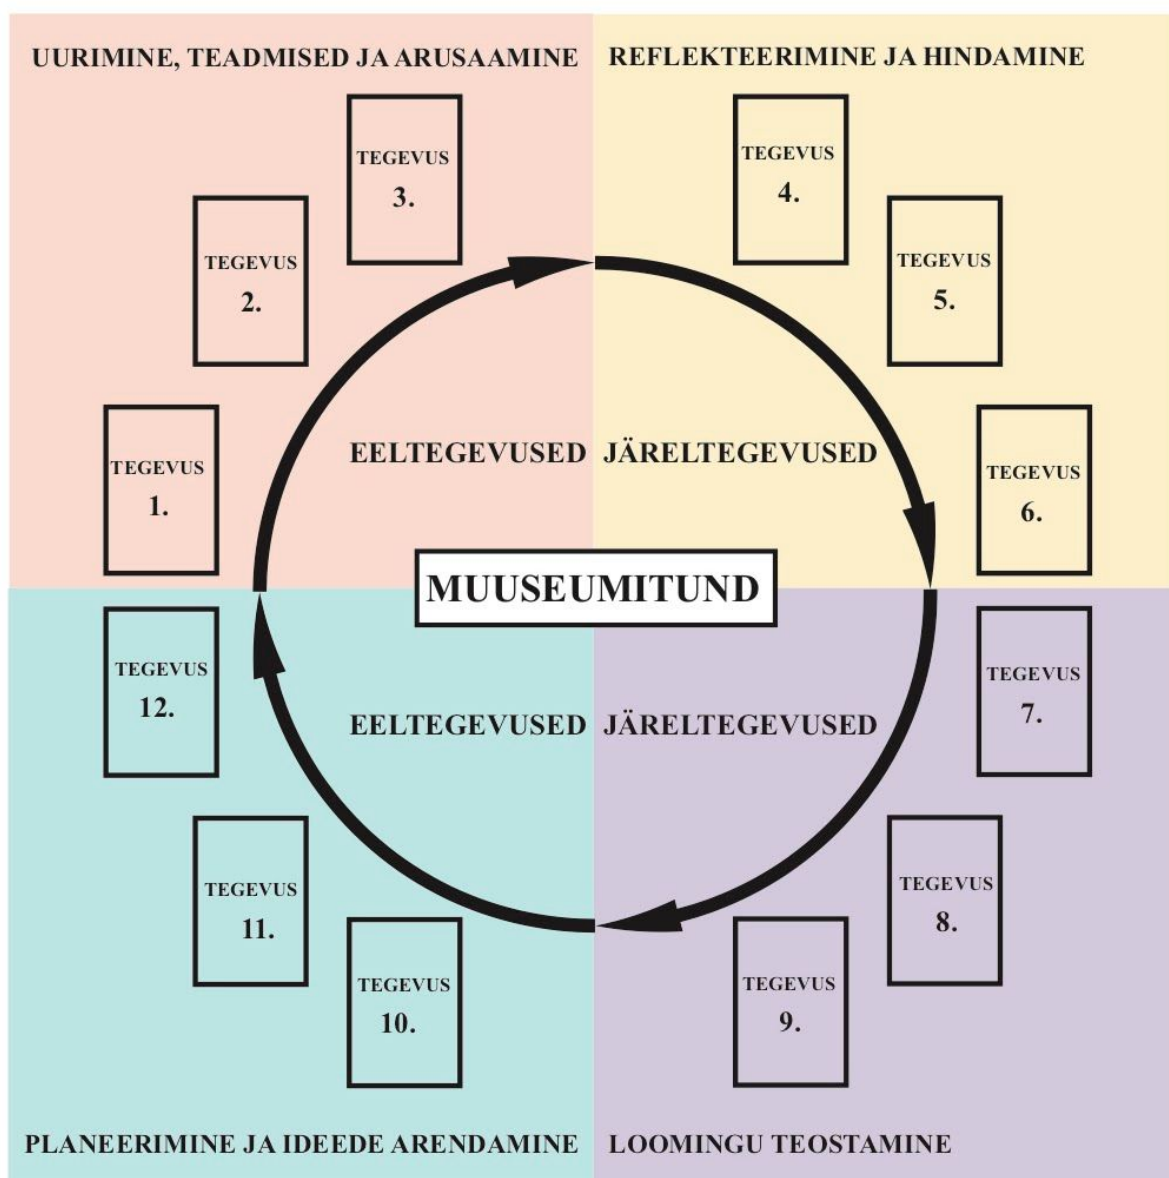 UURIMINE, TEADMISED JA ARUSAAMINE
REFLEKTEERIMINE JA HINDAMINE
TEGEVUS
3.
TEGEVUS
4.
TEGEVUS
2.
TEGEVUS
5.
TEGEVUS
1.
TEGEVUS
6.
EELTEGEVUSED
JÄRELTEGEVUSED
MUUSEUMITUND
EELTEGEVUSED
JÄRELTEGEVUSED
TEGEVUS
12.
TEGEVUS
7.
TEGEVUS
11.
TEGEVUS
8.
TEGEVUS
10.
TEGEVUS
9.
PLANEERIMINE JA IDEEDE ARENDAMINE
LOOMINGU TEOSTAMINE